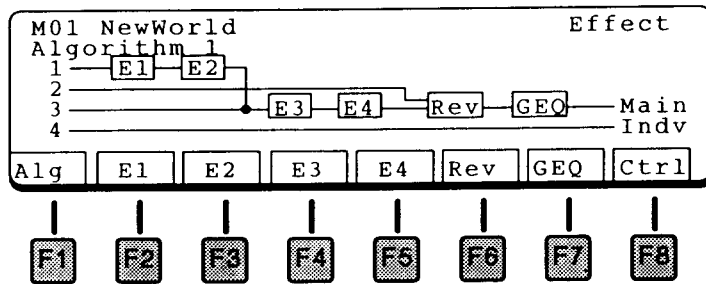 M01 NewWorld Effect
Algorithm 1
1 E1 E2
2
3 E3 E4 Rev GEQ Main
4 Indv
Alg E1 E2 E3 E4 Rev GEQ Ctrl
F1 F2 F3 F4 F5 F6 F7 F8